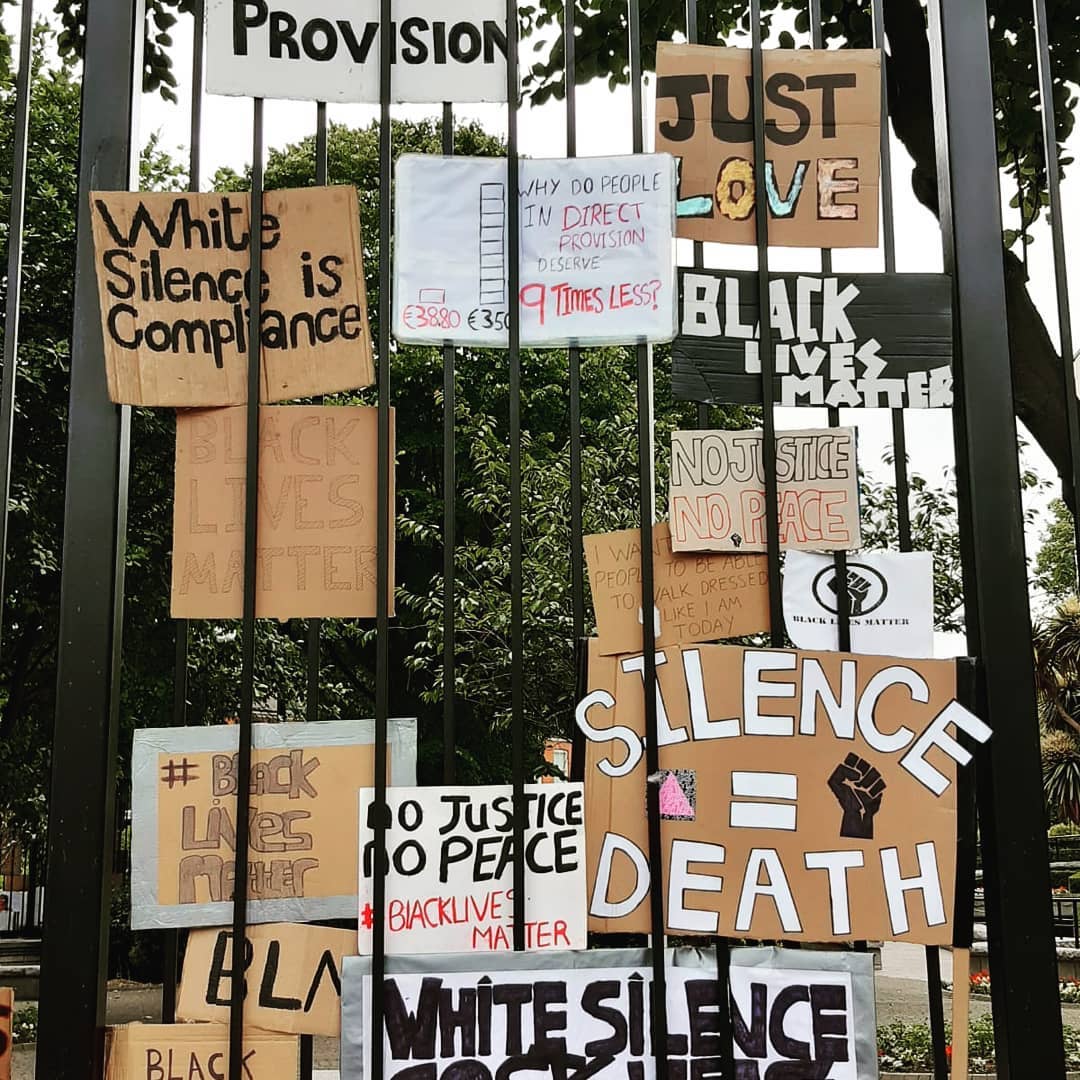 PROVISION
JUST
LOVE
WHY DO PEOPLE
IN DIRECT
PROVISION
DESERVE
9 TIMES LESS?
€38.80 €350
White
Silence is
Compliance
BLACK
LIVES
MATTER
BLACK
LIVES
MATTER
NO JUSTICE
NO PEACE
I WANT
PEOPLE TO BE ABLE
TO WALK DRESSED
LIKE I AM
TODAY
BLACK LIVES MATTER
SILENCE
=
DEATH
# BLACK
LIVES
MATTER
NO JUSTICE
NO PEACE
# BLACKLIVES
MATTER
BLA
BLACK
WHITE SILENCE